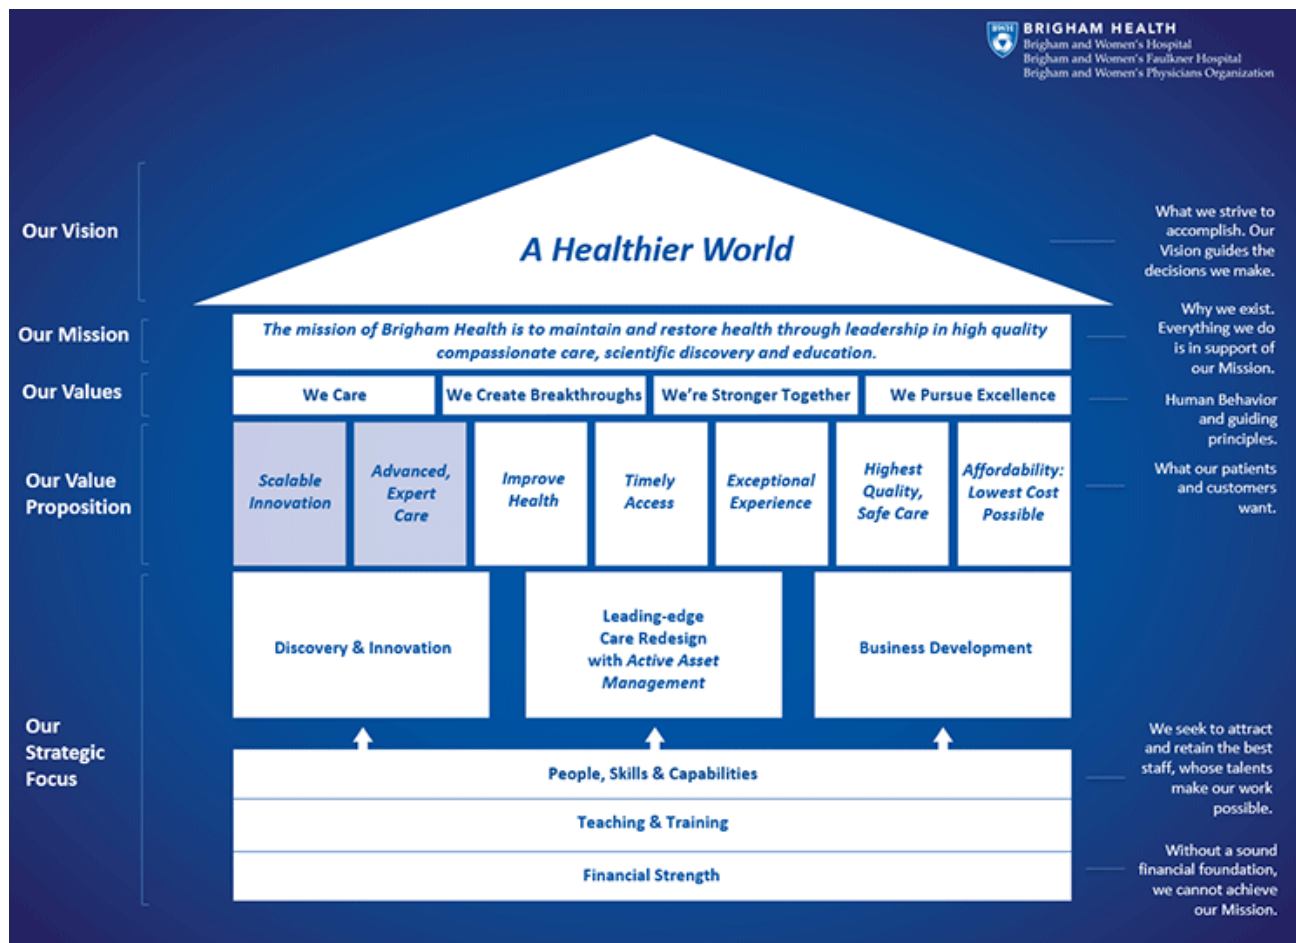 BWH
BRIGHAM HEALTH
Brigham and Women's Hospital
Brigham and Women's Faulkner Hospital
Brigham and Women's Physicians Organization
Our Vision
A Healthier World
What we strive to
accomplish. Our
Vision guides the
decisions we make.
Our Mission
The mission of Brigham Health is to maintain and restore health through leadership in high quality
compassionate care, scientific discovery and education.
Why we exist.
Everything we do
is in support of
our Mission.
Our Values
We Care
We Create Breakthroughs
We're Stronger Together
We Pursue Excellence
Human Behavior
and guiding
principles.
Our Value
Proposition
Scalable
Innovation
Advanced,
Expert
Care
Improve
Health
Timely
Access
Exceptional
Experience
Highest
Quality,
Safe Care
Affordability:
Lowest Cost
Possible
What our patients
and customers
want.
Our
Strategic
Focus
Discovery & Innovation
Leading-edge
Care Redesign
with Active Asset
Management
Business Development
People, Skills & Capabilities
Teaching & Training
Financial Strength
We seek to attract
and retain the best
staff, whose talents
make our work
possible.
Without a sound
financial foundation,
we cannot achieve
our Mission.